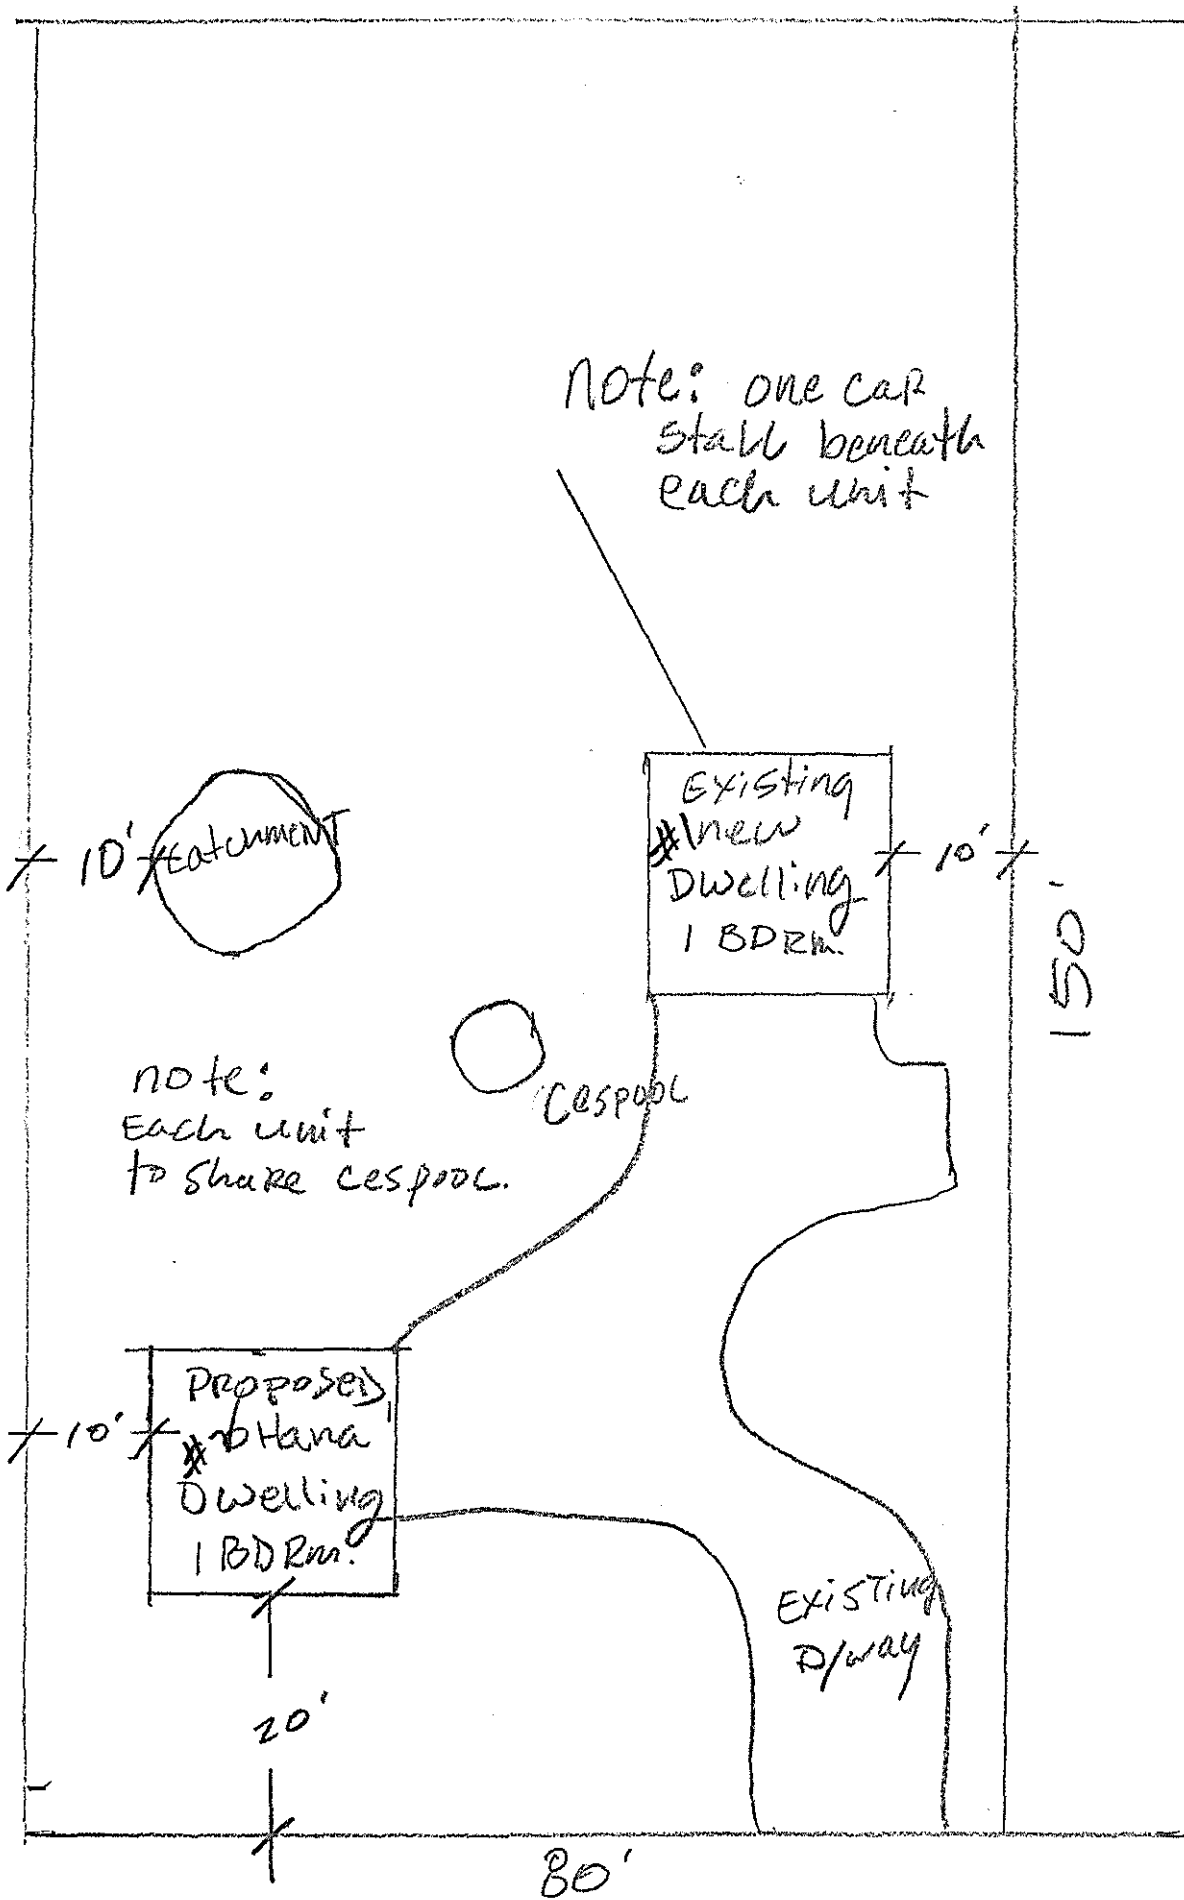 note: one car
stall beneath
each unit
Existing
#1 new
Dwelling
1 BDRm.
10'
150'
10'
Catchment
Cespool
note:
Each unit
to share cespool.
10'
Proposed
# oHana
Dwelling
1 BDRm.
20'
Existing
D/way
80'